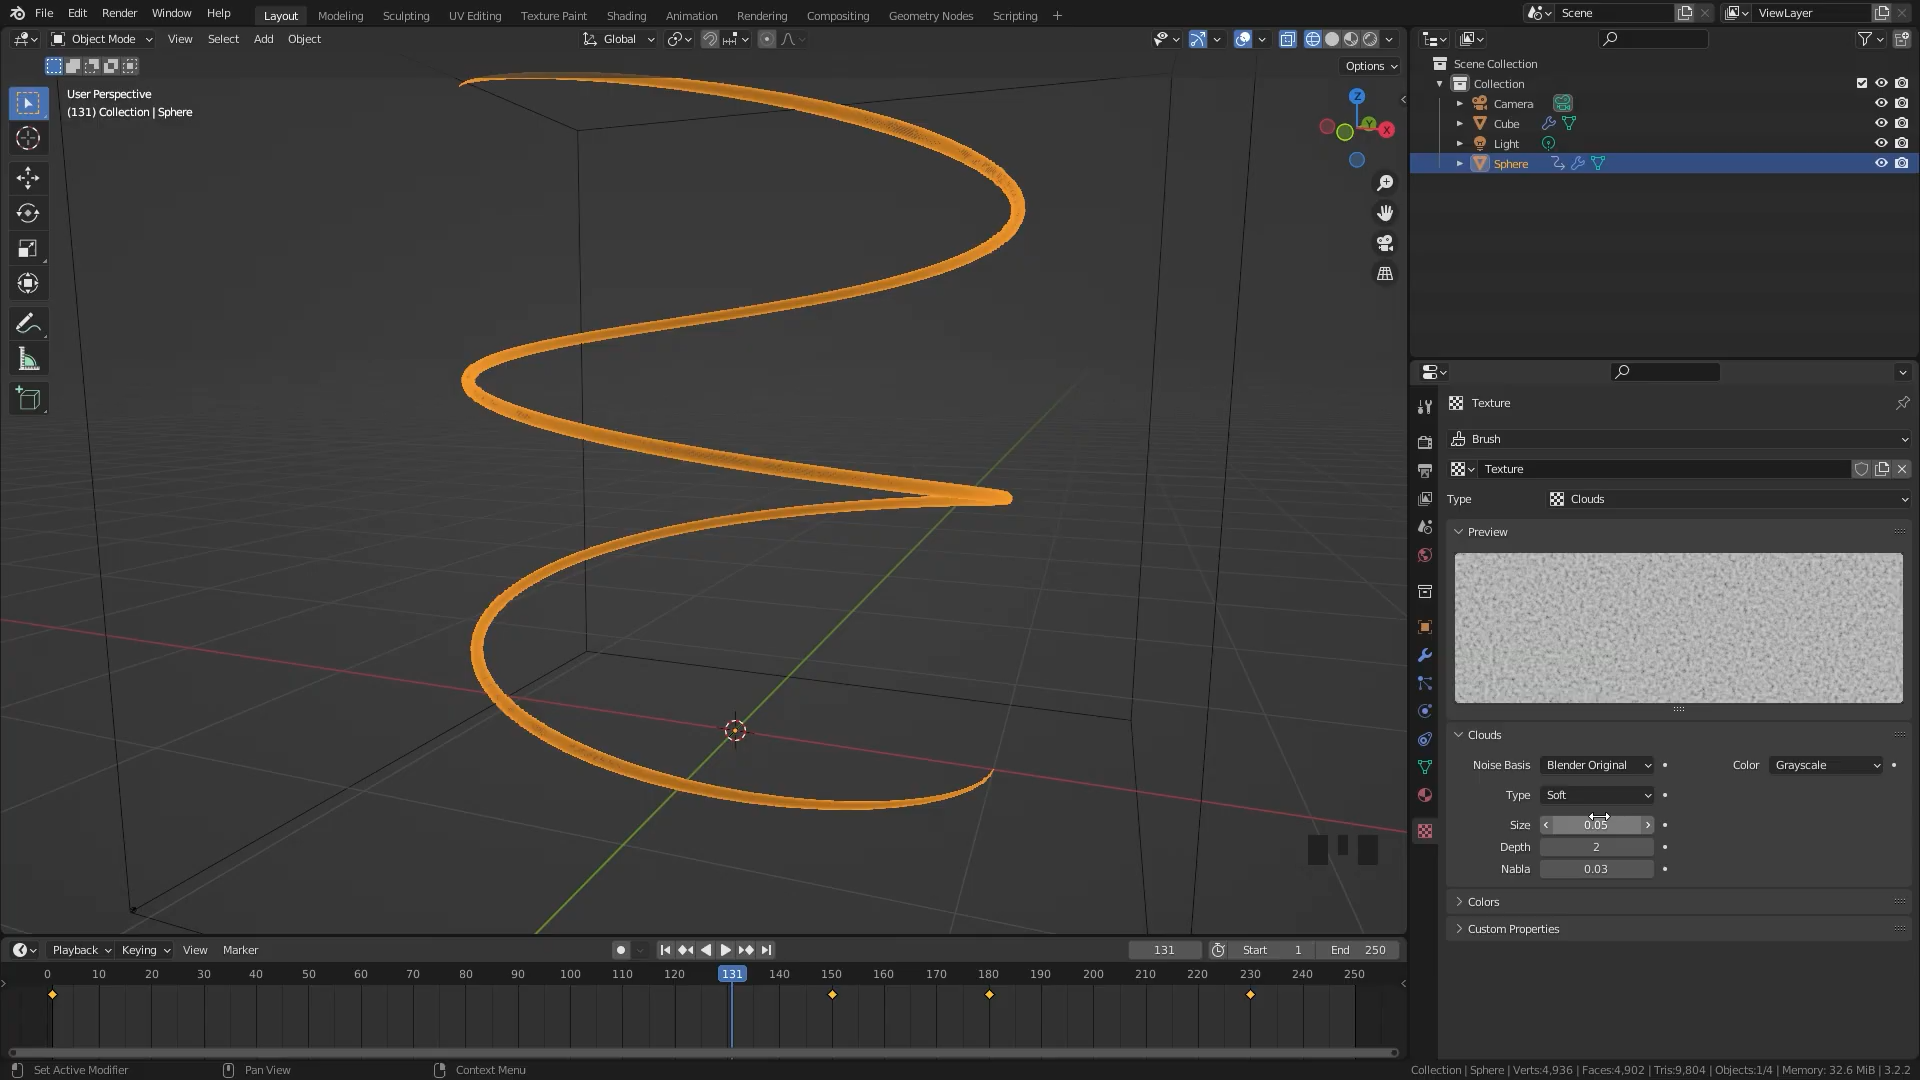 File Edit Render Window Help
Layout Modeling Sculpting UV Editing Texture Paint Shading Animation Rendering Compositing Geometry Nodes Scripting +
Scene
ViewLayer
Object Mode View Select Add Object
Global
Options
User Perspective
(131) Collection | Sphere
Z
Y
X
Scene Collection
Collection
Camera
Cube
Light
Sphere
Texture
Brush
Texture
Type Clouds
Preview
Clouds
Noise Basis Blender Original Color Grayscale
Type Soft
Size 0.05
Depth 2
Nabla 0.03
Colors
Custom Properties
Playback Keying View Marker
131 Start 1 End 250
0 10 20 30 40 50 60 70 80 90 100 110 120 131 140 150 160 170 180 190 200 210 220 230 240 250
Set Active Modifier Pan View Context Menu
Collection | Sphere | Verts:4,936 | Faces:4,902 | Tris:9,804 | Objects:1/4 | Memory: 32.6 MiB | 3.2.2